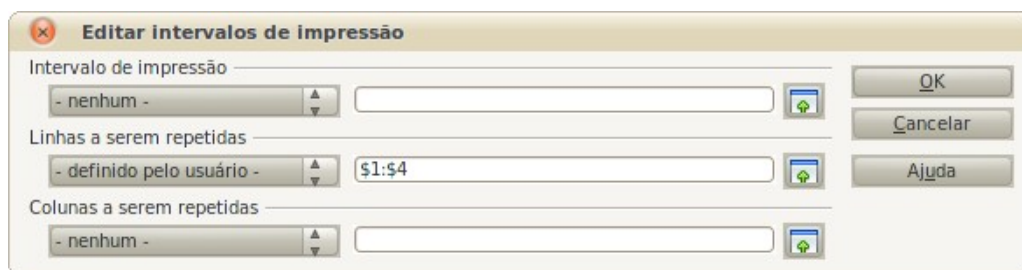 Editar intervalos de impressão
Intervalo de impressão
- nenhum -
OK
Cancelar
Linhas a serem repetidas
- definido pelo usuário -
$1:$4
Ajuda
Colunas a serem repetidas
- nenhum -